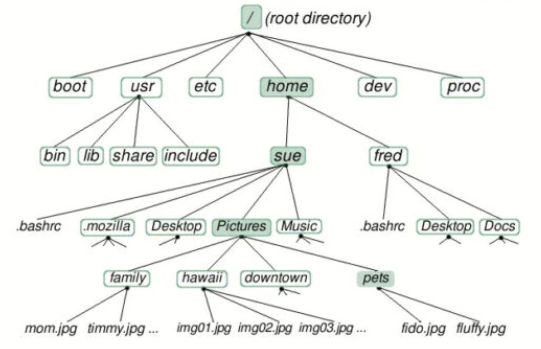 / (root directory)
boot usr etc home dev proc
bin lib share include sue fred
.bashrc .mozilla Desktop Pictures Music .bashrc Desktop Docs
family hawaii downtown pets
mom.jpg timmy.jpg ... img01.jpg img02.jpg img03.jpg ... fido.jpg fluffy.jpg